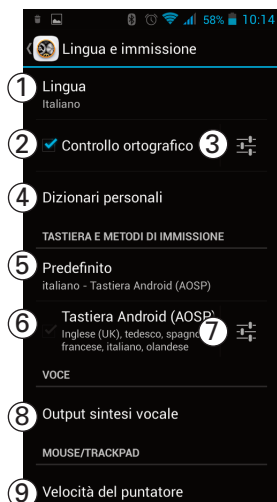 58% 10:14
Lingua e immissione
1 Lingua
Italiano
2 Controllo ortografico 3
4 Dizionari personali
TASTIERA E METODI DI IMMISSIONE
5 Predefinito
italiano - Tastiera Android (AOSP)
6 Tastiera Android (AOSP)
Inglese (UK), tedesco, 7
francese, italiano, olandese
VOCE
8 Output sintesi vocale
MOUSE/TRACKPAD
9 Velocità del puntatore